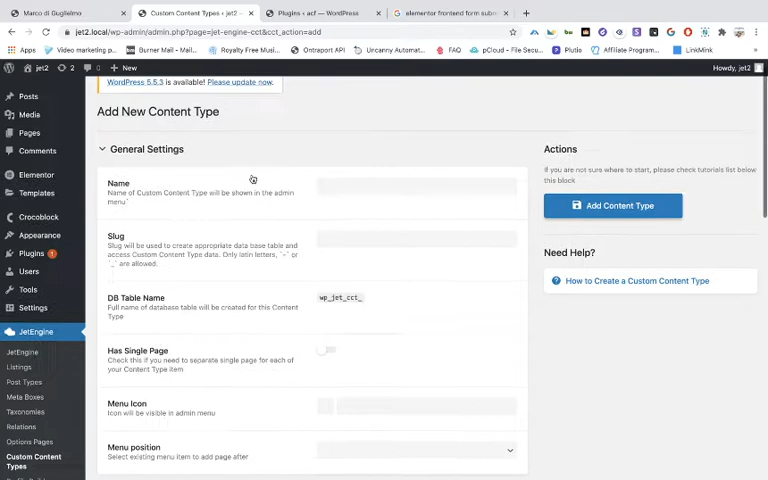 Marco di Guglielmo
Custom Content Types ‹ jet2 —
Plugins ‹ acf — WordPress
elementor frontend form subm
jet2.local/wp-admin/admin.php?page=jet-engine-cct&cct_action=add
Apps
Video marketing p...
Burner Mail - Mail...
Royalty Free Musi...
Ontraport API
Uncanny Automat...
FAQ
pCloud - File Secu...
Plutio
Affiliate Program...
LinkMink
jet2
2
0
New
Howdy, jet2
WordPress 5.5.3 is available! Please update now.
Posts
Media
Pages
Comments
Elementor
Templates
Crocoblock
Appearance
Plugins 1
Users
Tools
Settings
JetEngine
JetEngine
Listings
Post Types
Meta Boxes
Taxonomies
Relations
Options Pages
Custom Content
Types
Add New Content Type
General Settings
Name
Name of Custom Content Type will be shown in the admin
menu`
Slug
Slug will be used to create appropriate data base table and
access Custom Content Type data. Only latin letters, `-` or
`_` are allowed.
DB Table Name
Full name of database table will be created for this Content
Type
wp_jet_cct_
Has Single Page
Check this if you need to separate single page for each of
your Content Type item
Menu Icon
Icon will be visible in admin menu
Menu position
Select existing menu item to add page after
Actions
If you are not sure where to start, please check tutorials list below
this block
Add Content Type
Need Help?
How to Create a Custom Content Type